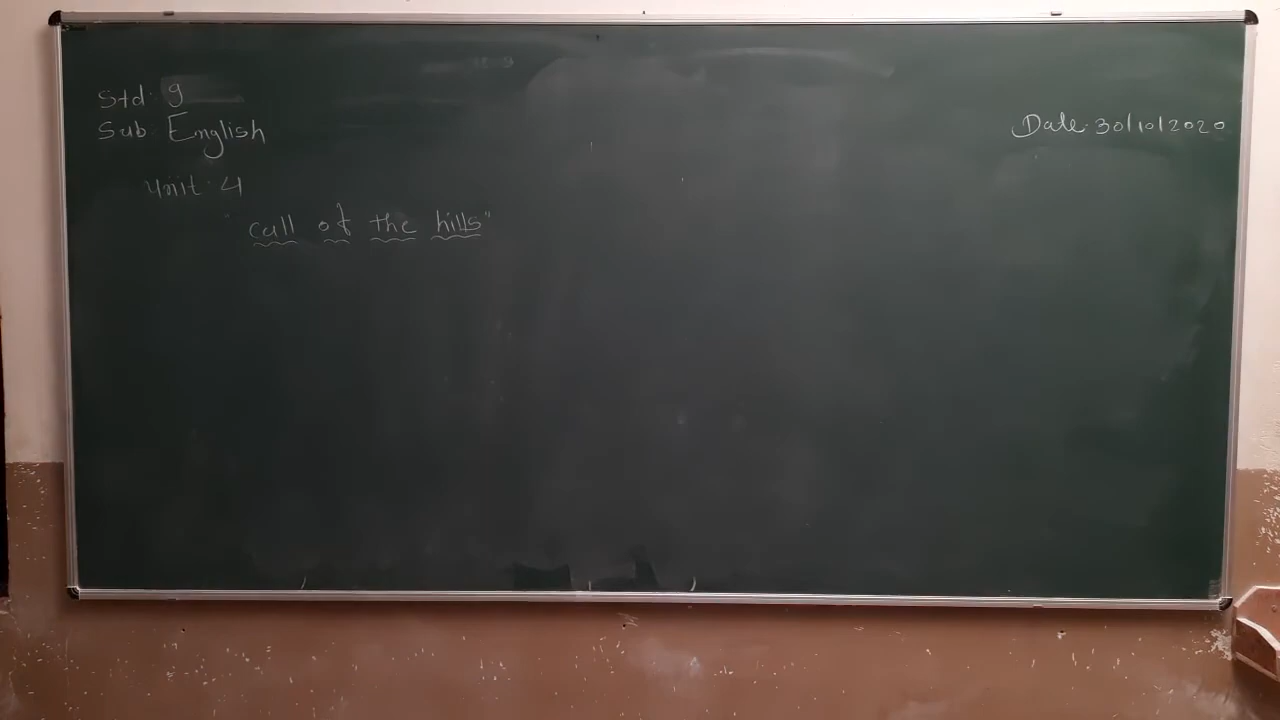 Std: 9
Sub: English
Date: 30/10/2020
Unit: 4
"call of the hills"